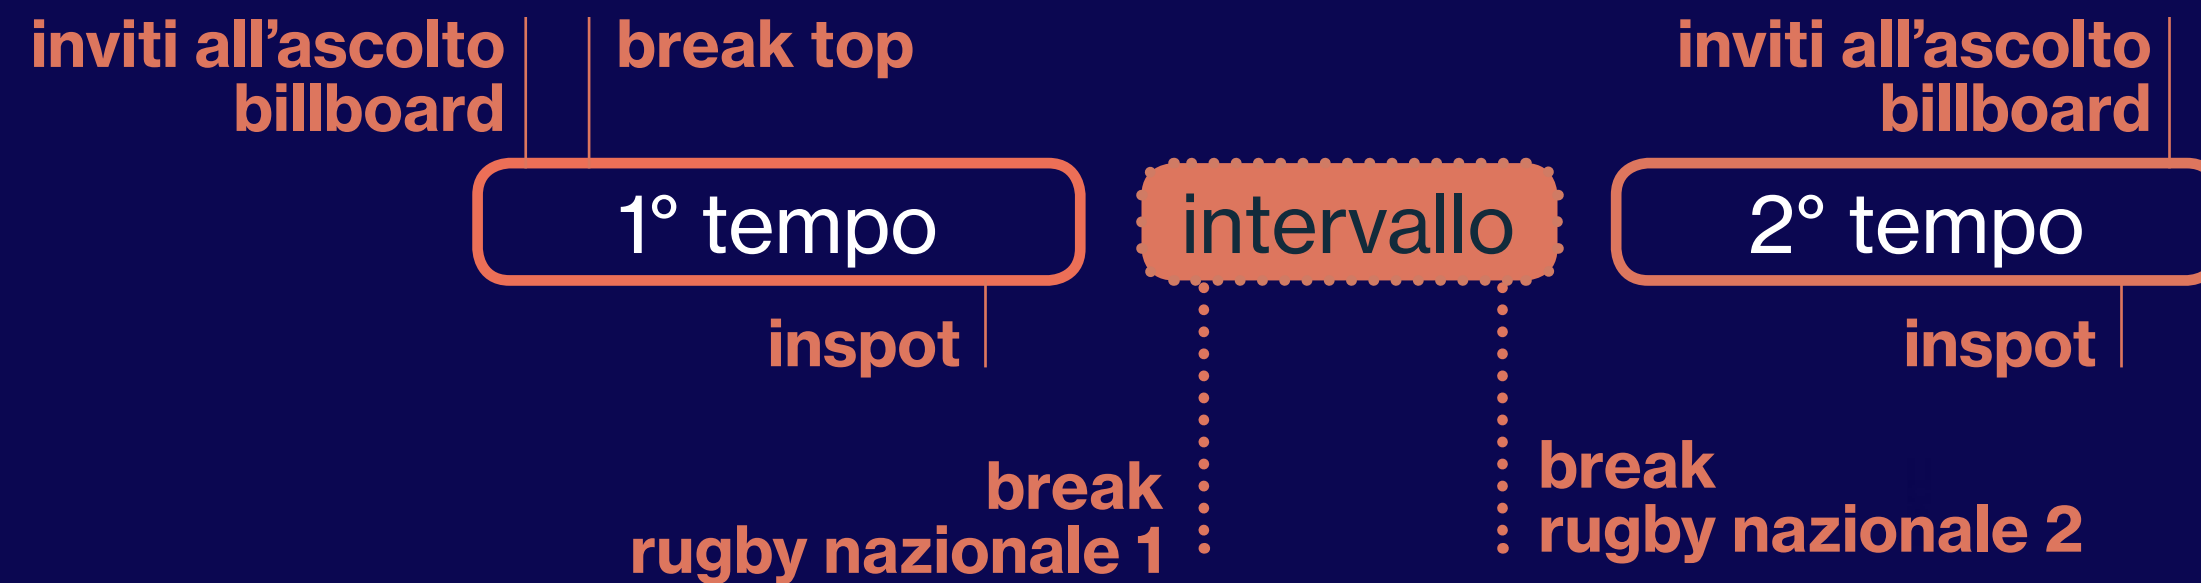 inviti all’ascolto
billboard
break top
inviti all’ascolto
billboard
1° tempo
intervallo
2° tempo
inspot
inspot
break
rugby nazionale 1
break
rugby nazionale 2